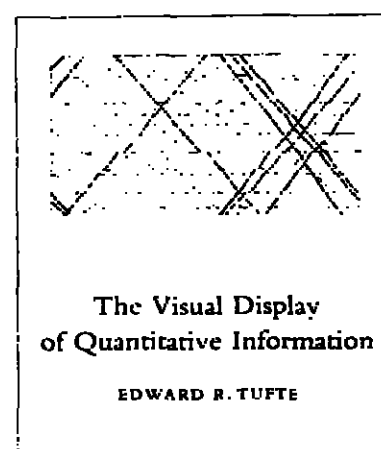 The Visual Display
of Quantitative Information
EDWARD R. TUFTE